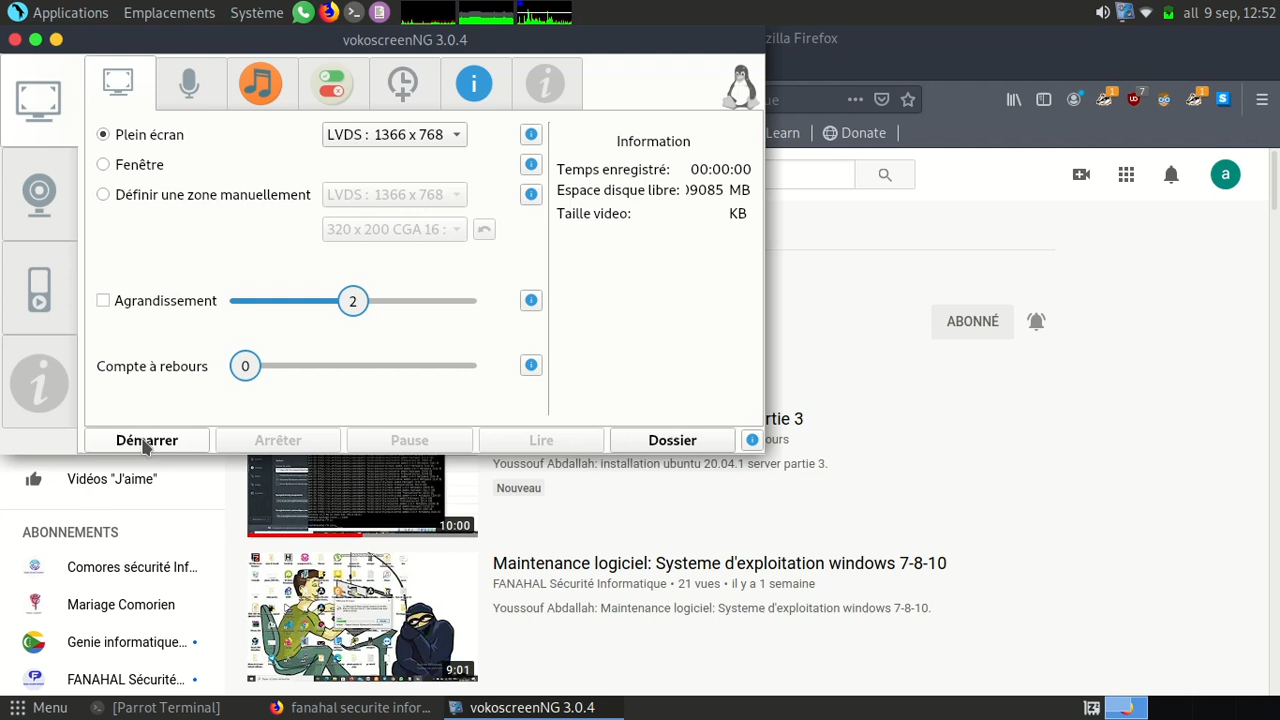 Applications Emplacements Système all 9 sep, 12:52
vokoscreenNG 3.0.4
zilla Firefox
ue
1 7 1
Learn Donate
Plein écran LVDS : 1366 x 768
Fenêtre
Définir une zone manuellement LVDS : 1366 x 768
320 x 200 CGA 16 :
Agrandissement 2
Compte à rebours 0
Information
Temps enregistré: 00:00:00
Espace disque libre: 09085 MB
Taille video: KB
Démarrer Arrêter Pause Lire Dossier
a
ABONNÉ
rtie 3
ours
Youssouf Abdallah: installation ubuntu 20.04.1 server partie 3.
Nouveau
10:00
Vidéos "J'aime"
ABONNEMENTS
Comores sécurité Inf...
Mariage Comorien
Genie informatique...
FANAHAL Sécurité...
Maintenance logiciel: Systeme d'exploitation windows 7-8-10
FANAHAL Sécurité Informatique • 21 vues • il y a 1 semaine
Youssouf Abdallah: Maintenance logiciel: Systeme d'exploitation windows 7-8-10.
9:01
Menu [Parrot Terminal] fanahal securite infor... vokoscreenNG 3.0.4